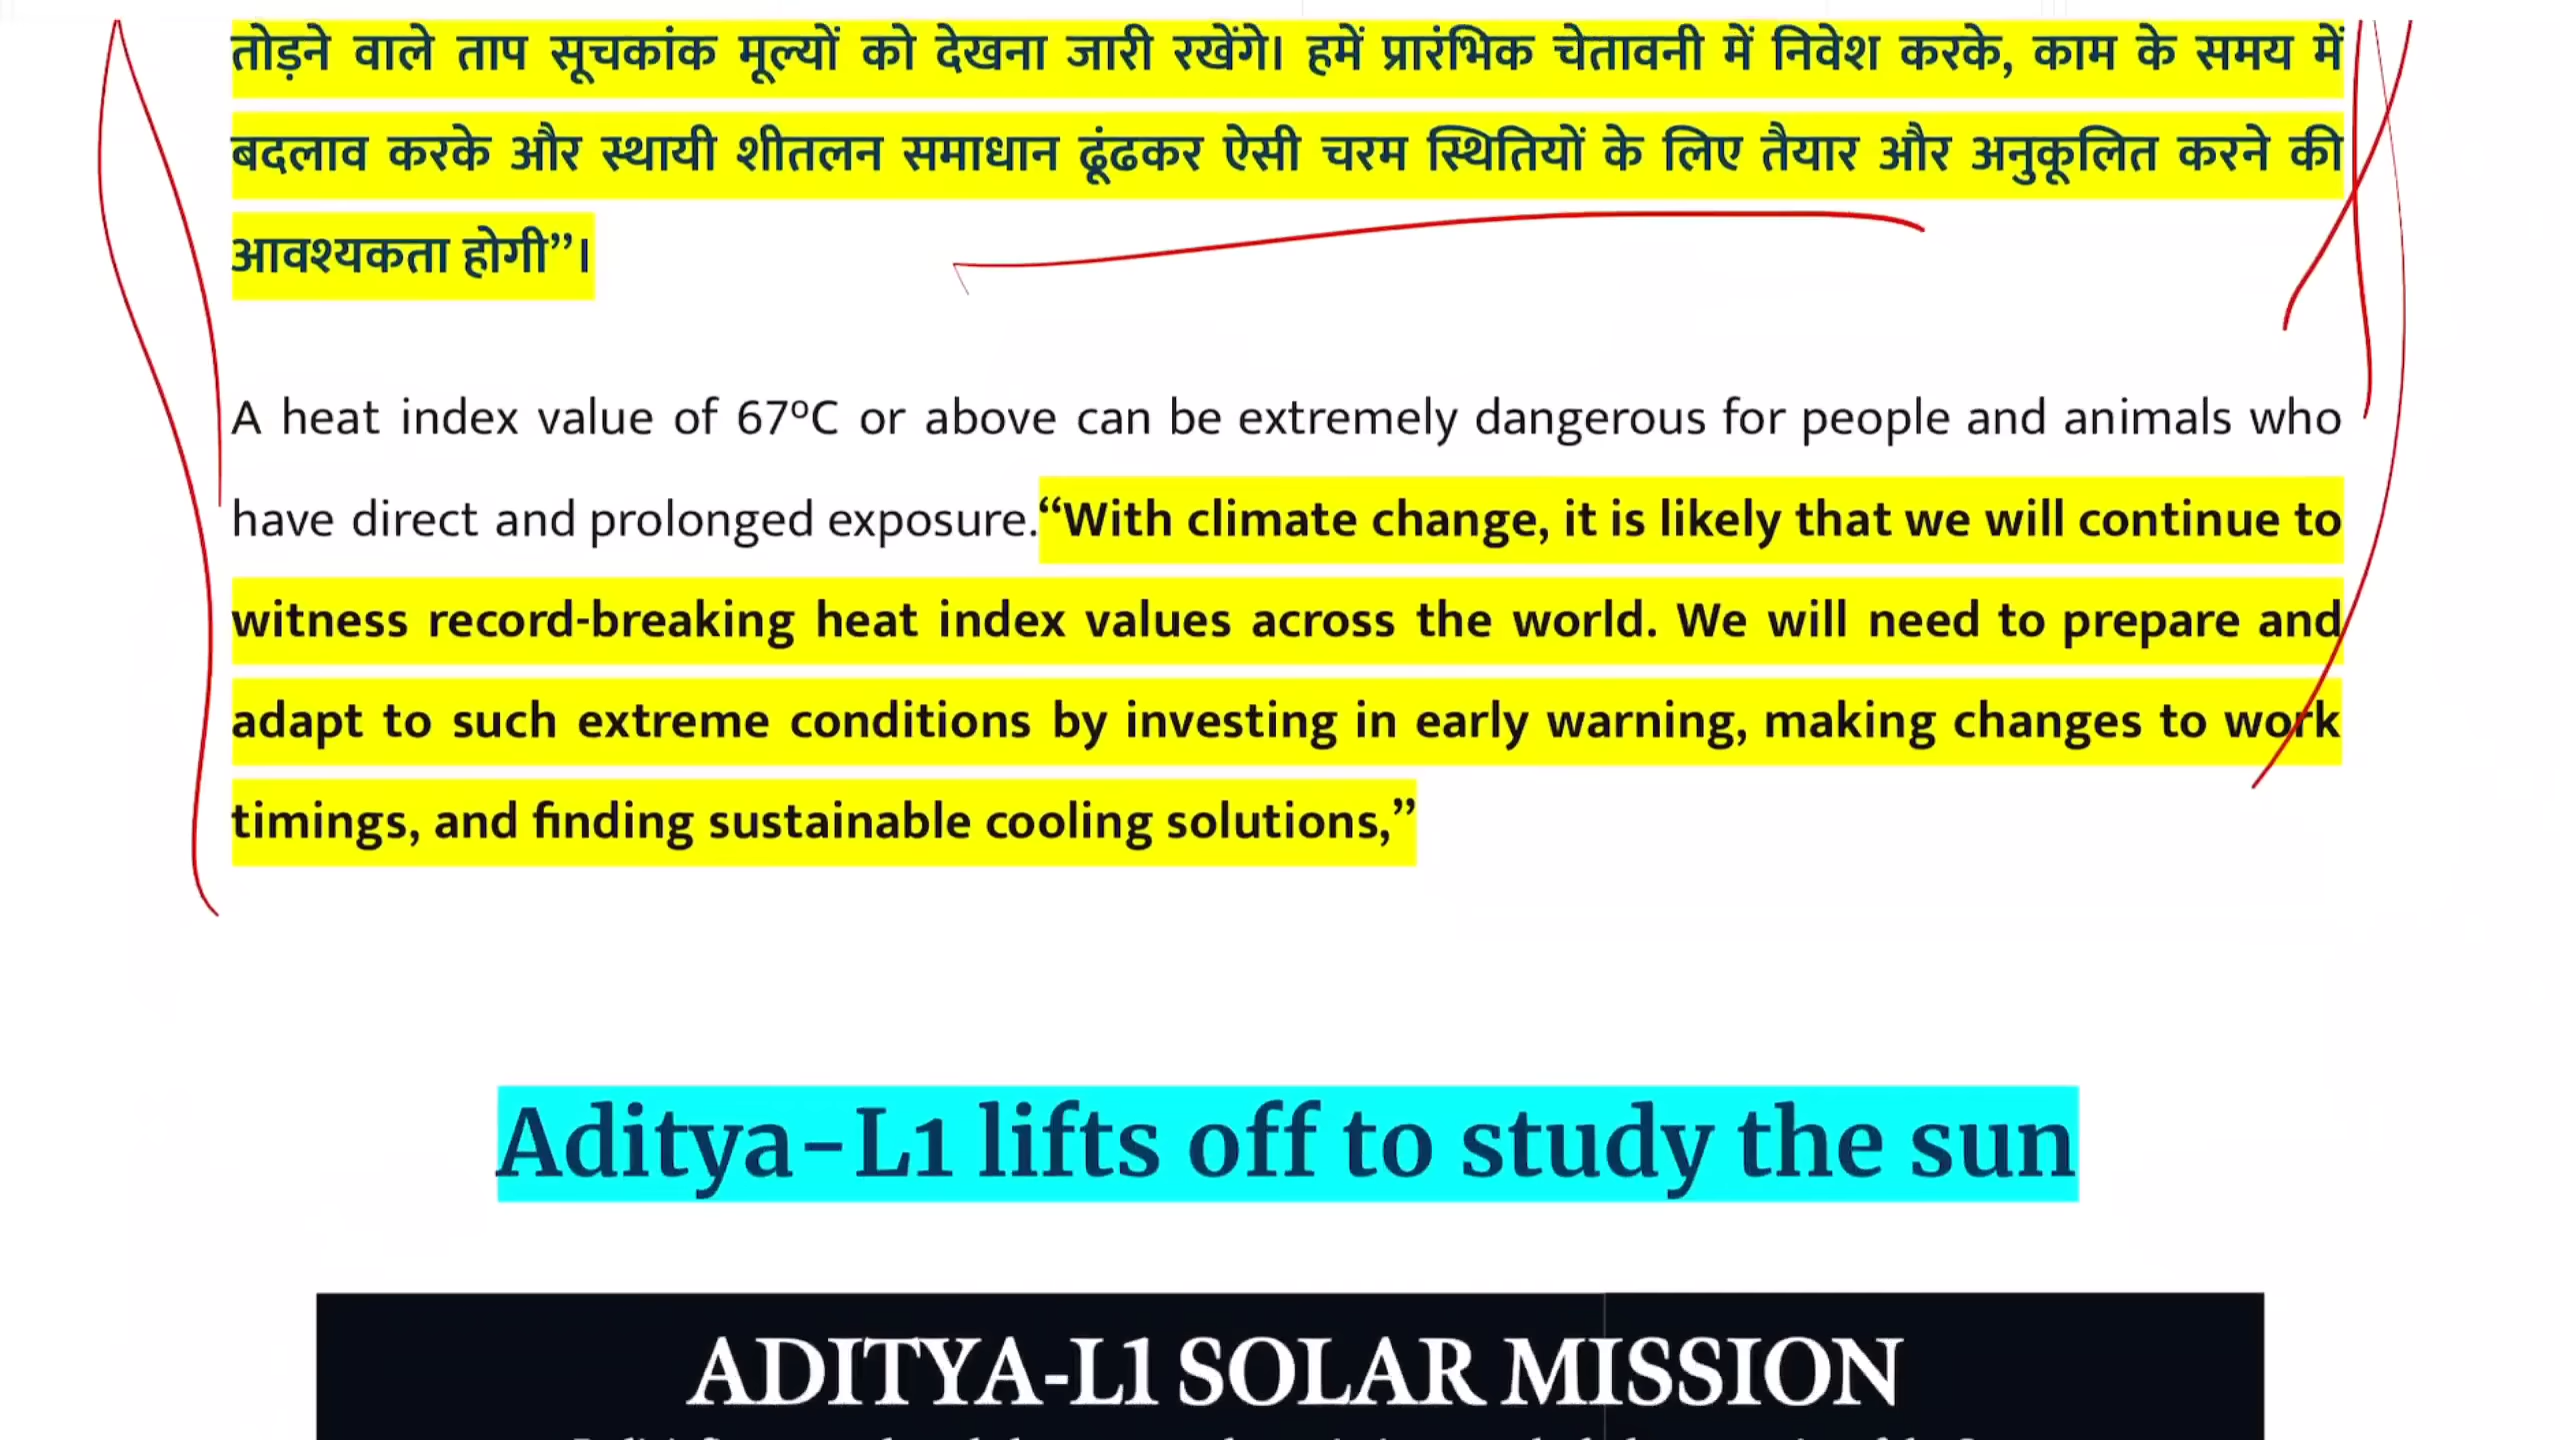 तोड़ने वाले ताप सूचकांक मूल्यों को देखना जारी रखेंगे। हमें प्रारंभिक चेतावनी में निवेश करके, काम के समय में
बदलाव करके और स्थायी शीतलन समाधान ढूंढकर ऐसी चरम स्थितियों के लिए तैयार और अनुकूलित करने की
आवश्यकता होगी”।
A heat index value of 67ºC or above can be extremely dangerous for people and animals who
have direct and prolonged exposure.“With climate change, it is likely that we will continue to
witness record-breaking heat index values across the world. We will need to prepare and
adapt to such extreme conditions by investing in early warning, making changes to work
timings, and finding sustainable cooling solutions,”
Aditya-L1 lifts off to study the sun
ADITYA-L1 SOLAR MISSION